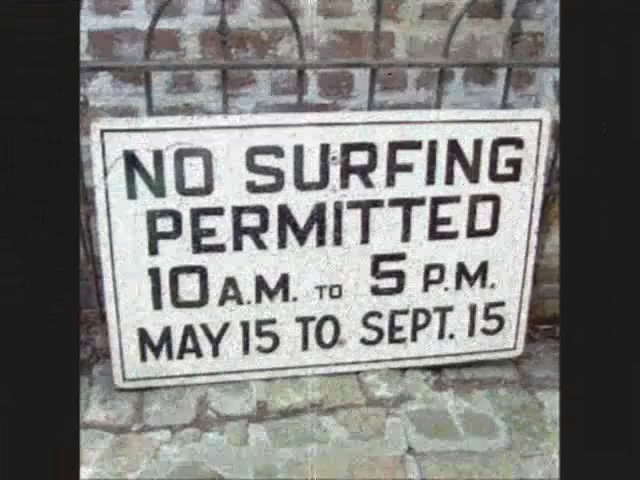 NO SURFING
PERMITTED
10 A.M. TO 5 P.M.
MAY 15 TO SEPT. 15